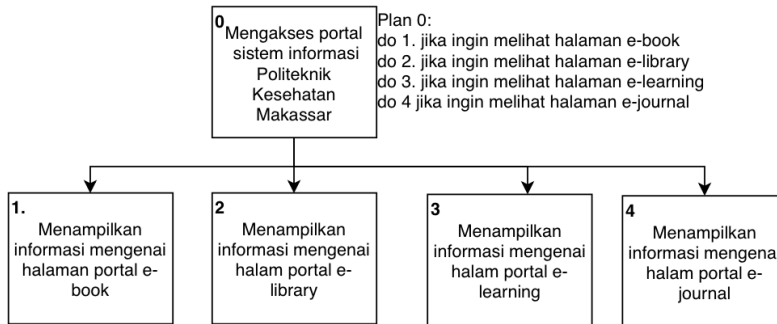 0
Mengakses portal
sistem informasi
Politeknik
Kesehatan
Makassar
Plan 0:
do 1. jika ingin melihat halaman e-book
do 2. jika ingin melihat halaman e-library
do 3. jika ingin melihat halaman e-learning
do 4 jika ingin melihat halaman e-journal
1.
Menampilkan
informasi mengenai
halaman portal e-
book
2
Menampilkan
informasi mengenai
halam portal e-
library
3
Menampilkan
informasi mengenai
halam portal e-
learning
4
Menampilkan
informasi mengenai
halam portal e-
journal